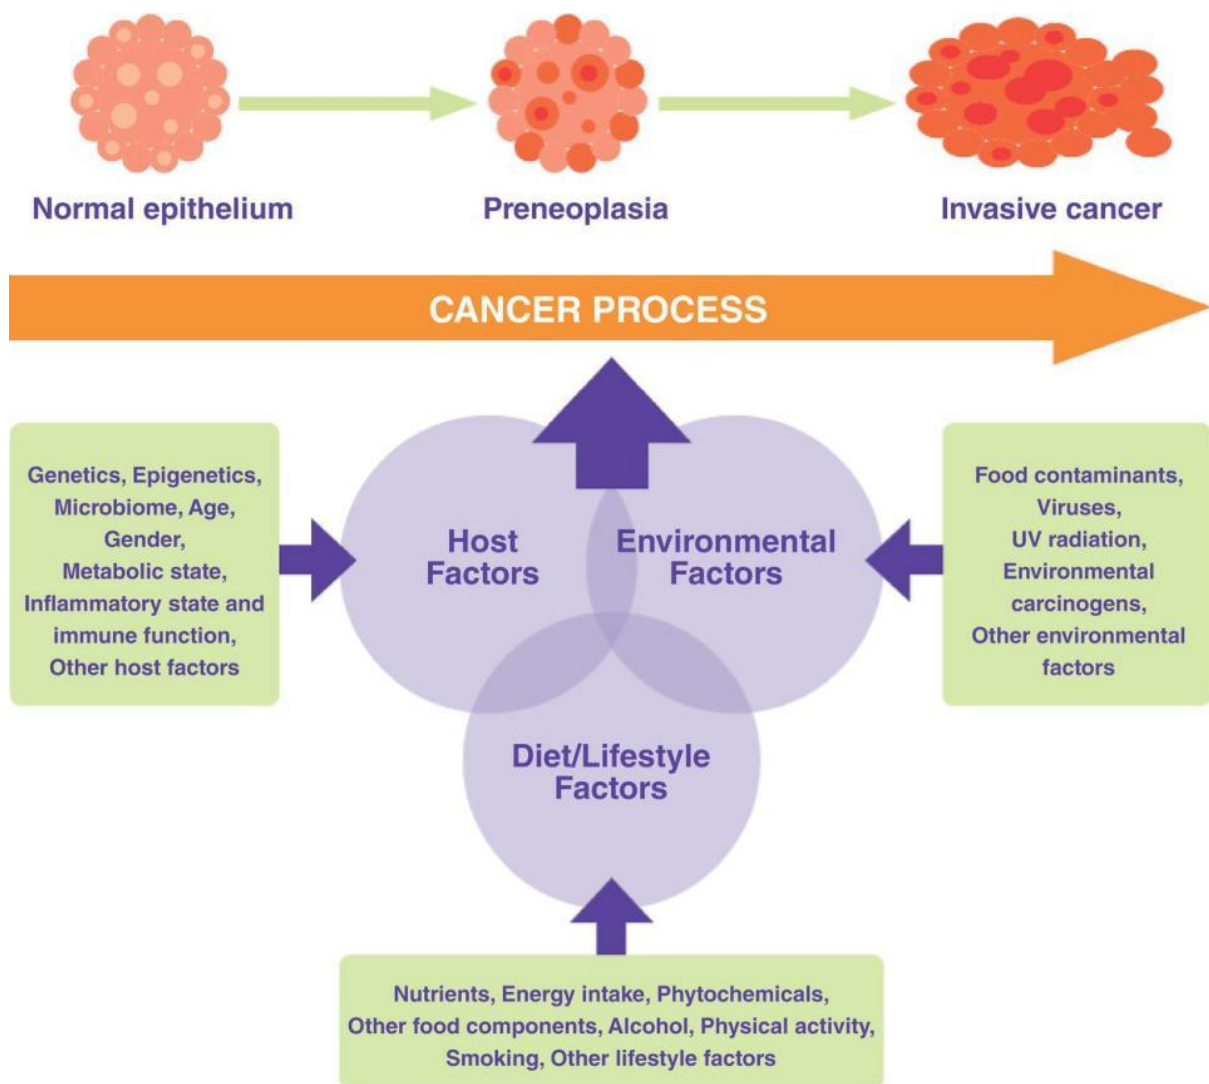 Normal epithelium
Preneoplasia
Invasive cancer
CANCER PROCESS
Genetics, Epigenetics,
Microbiome, Age,
Gender,
Metabolic state,
Inflammatory state and
immune function,
Other host factors
Host
Factors
Environmental
Factors
Food contaminants,
Viruses,
UV radiation,
Environmental
carcinogens,
Other environmental
factors
Diet/Lifestyle
Factors
Nutrients, Energy intake, Phytochemicals,
Other food components, Alcohol, Physical activity,
Smoking, Other lifestyle factors